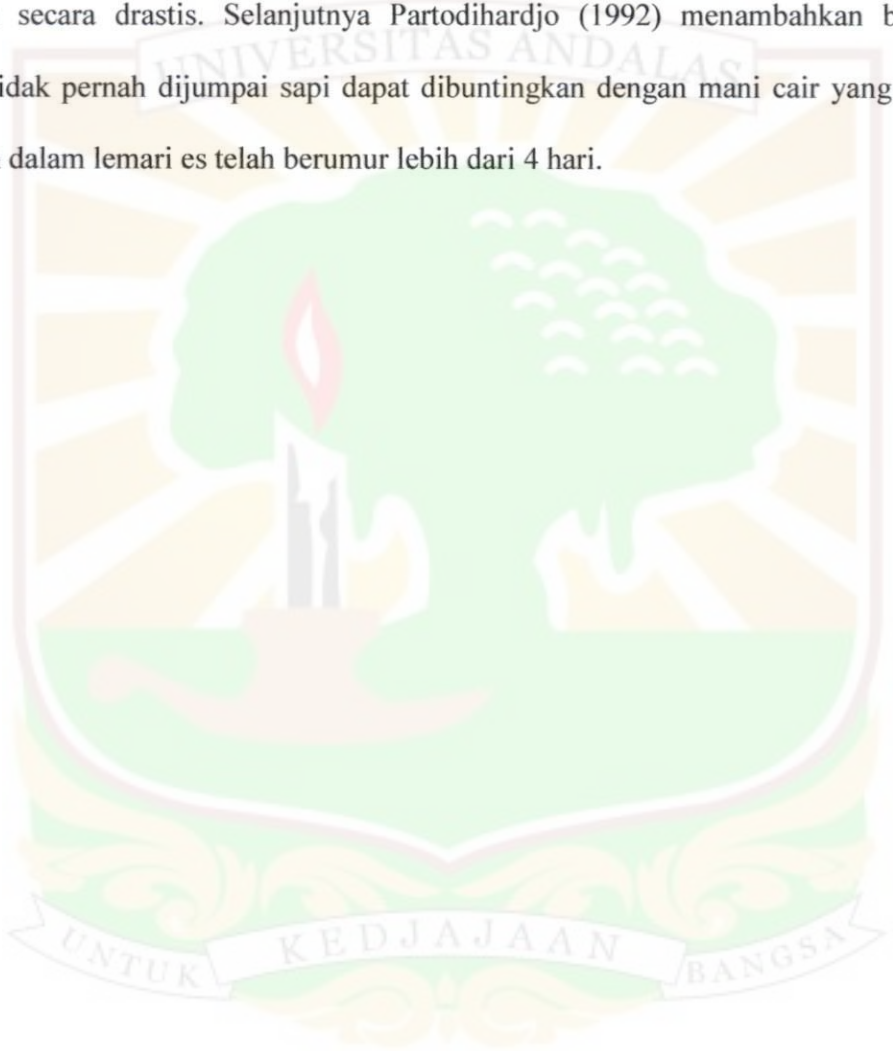 secara drastis. Selanjutnya Partodihardjo (1992) menambahkan b
UNIVERSITAS ANDALAS
idak pernah dijumpai sapi dapat dibuntingkan dengan mani cair yang
dalam lemari es telah berumur lebih dari 4 hari.
UNTUK KEDJAJAAN BANGSA